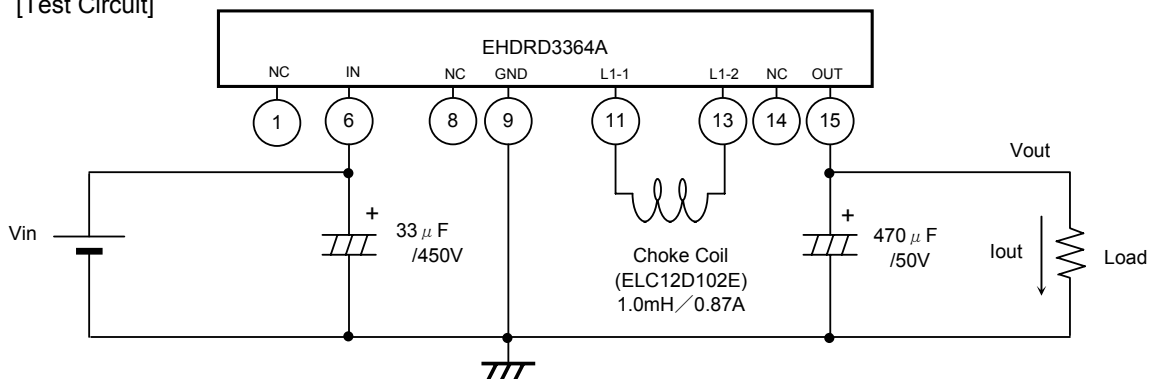 [Test Circuit]
EHDRD3364A
NC IN NC GND L1-1 L1-2 NC OUT
1 6 8 9 11 13 14 15
Vout
Vin
+
33μF
/450V
Choke Coil
(ELC12D102E)
1.0mH／0.87A
+
470μF
/50V
Iout
Load